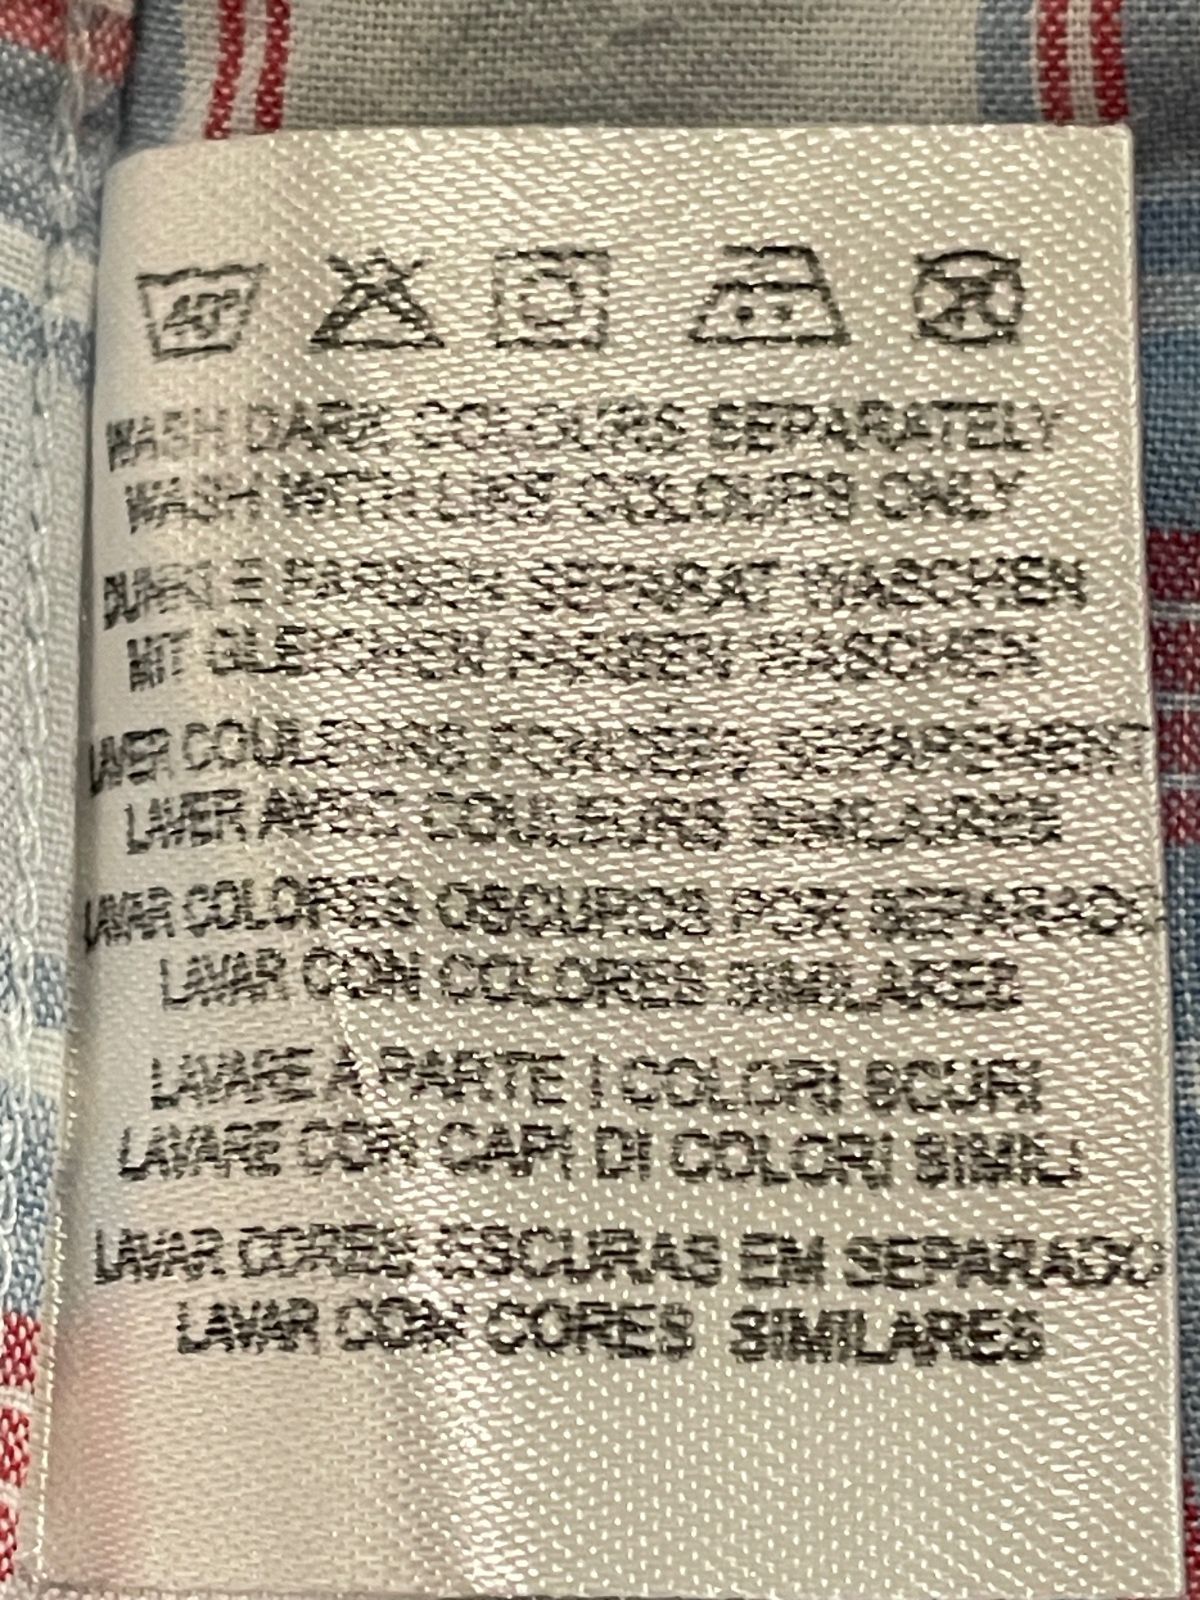 40°
WASH DARK COLOURS SEPARATELY
WASH WITH LIKE COLOURS ONLY
DUNKLE FARBEN SEPARAT WASCHEN
MIT GLEICHEN FARBEN WASCHEN
LAVER COULEURS FONCEES SEPAREMENT
LAVER AVEC COULEURS SIMILAIRES
LAVAR COLORES OSCUROS POR SEPARADO
LAVAR CON COLORES SIMILARES
LAVARE A PARTE I COLORI SCURI
LAVARE CON CAPI DI COLORI SIMILI
LAVAR CORES ESCURAS EM SEPARADO
LAVAR COM CORES SIMILARES